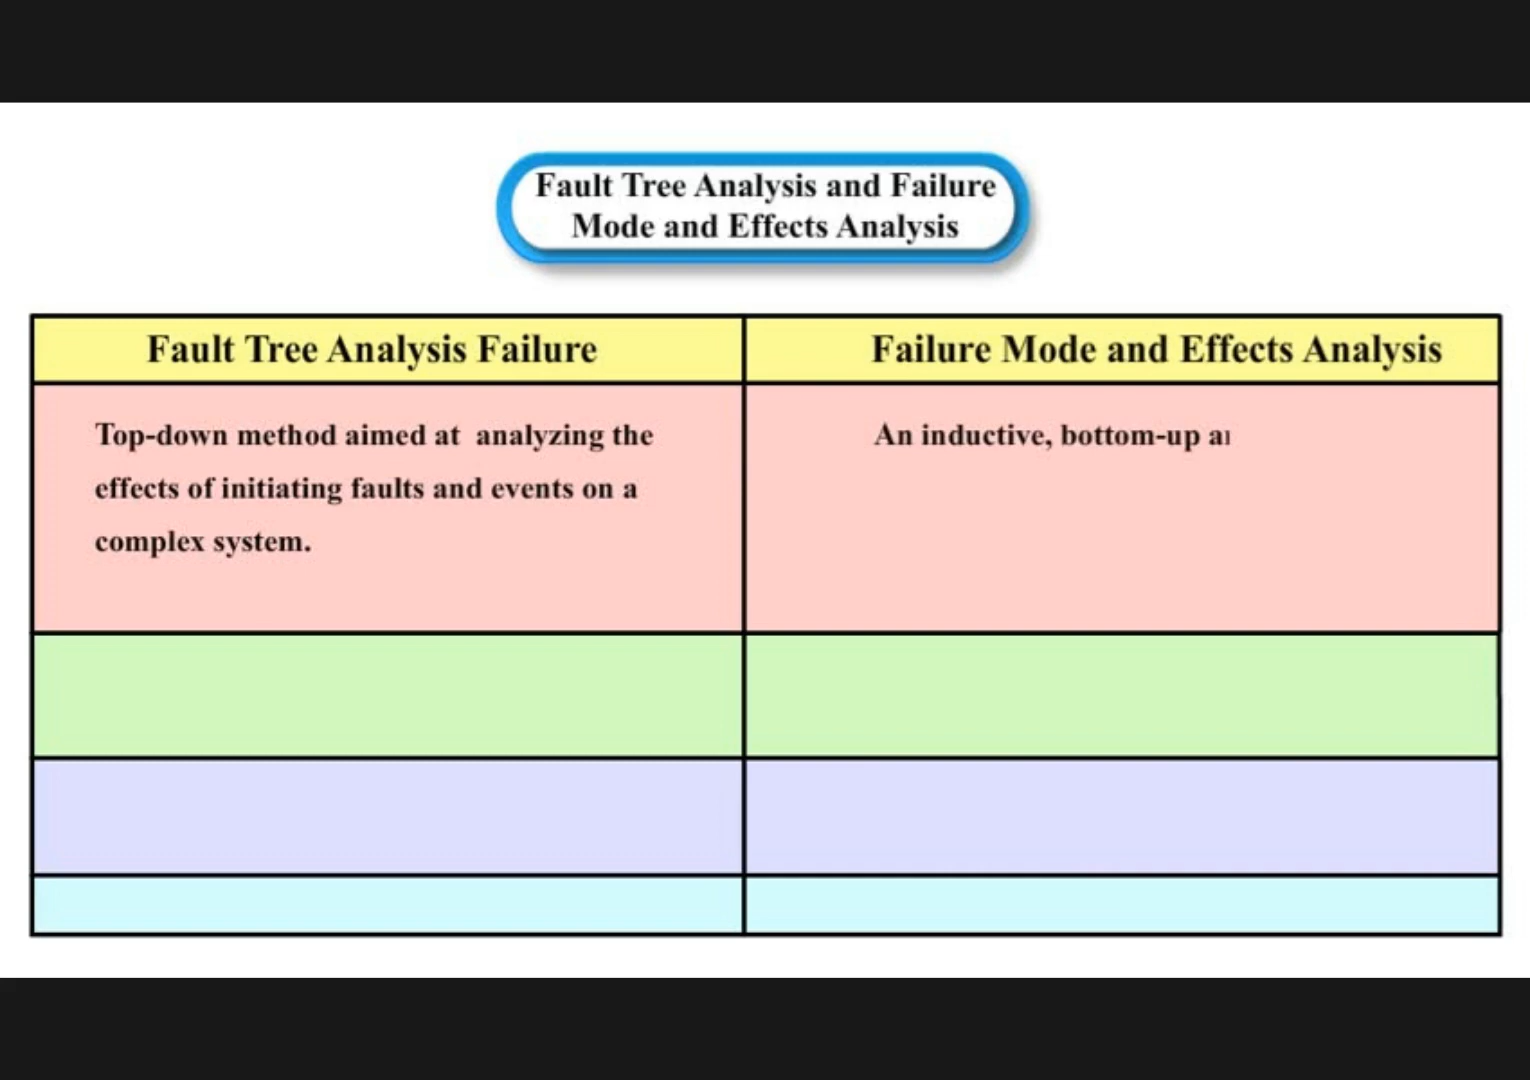 Fault Tree Analysis and Failure
Mode and Effects Analysis
Fault Tree Analysis Failure
Failure Mode and Effects Analysis
Top-down method aimed at analyzing the
effects of initiating faults and events on a
complex system.
An inductive, bottom-up